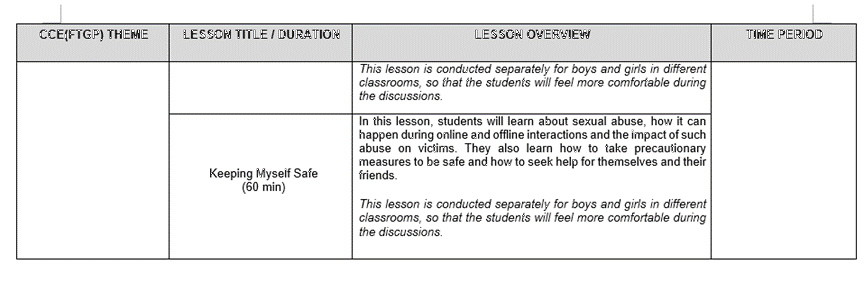 CCE(FTGP) THEME
LESSON TITLE / DURATION
LESSON OVERVIEW
TIME PERIOD
This lesson is conducted separately for boys and girls in different
classrooms, so that the students will feel more comfortable during
the discussions.
Keeping Myself Safe
(60 min)
In this lesson, students will learn about sexual abuse, how it can
happen during online and offline interactions and the impact of such
abuse on victims. They also learn how to take precautionary
measures to be safe and how to seek help for themselves and their
friends.
This lesson is conducted separately for boys and girls in different
classrooms, so that the students will feel more comfortable during
the discussions.